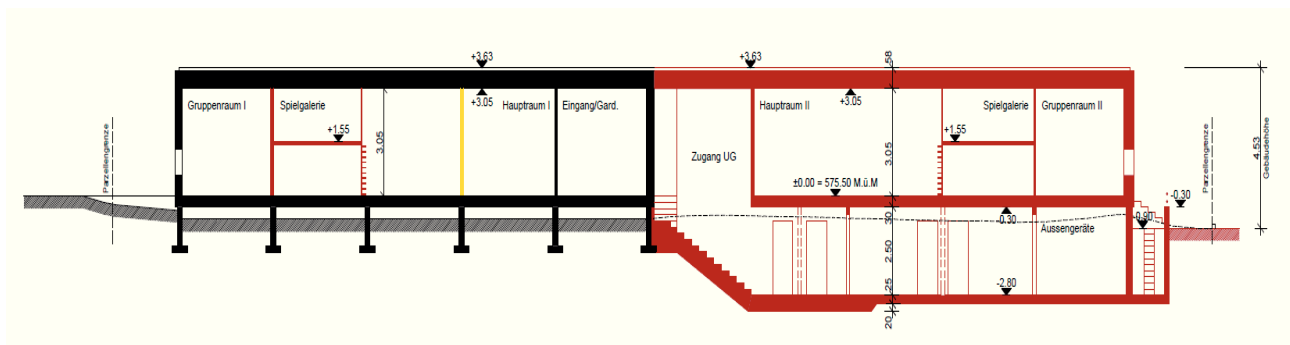 +3.63
+3.63
.58
Gruppenraum I
Spielgalerie
+3.05
Hauptraum I
Eingang/Gard.
Hauptraum II
+3.05
Spielgalerie
Gruppenraum II
+1.55
+1.55
3.05
3.05
Zugang UG
Parzellengrenze
Parzellengrenze
4.53
Gebäudehöhe
±0.00 = 575.50 M.ü.M
-0.30
.30
-0.30
-0.90
Aussengeräte
2.50
-2.80
.25
20